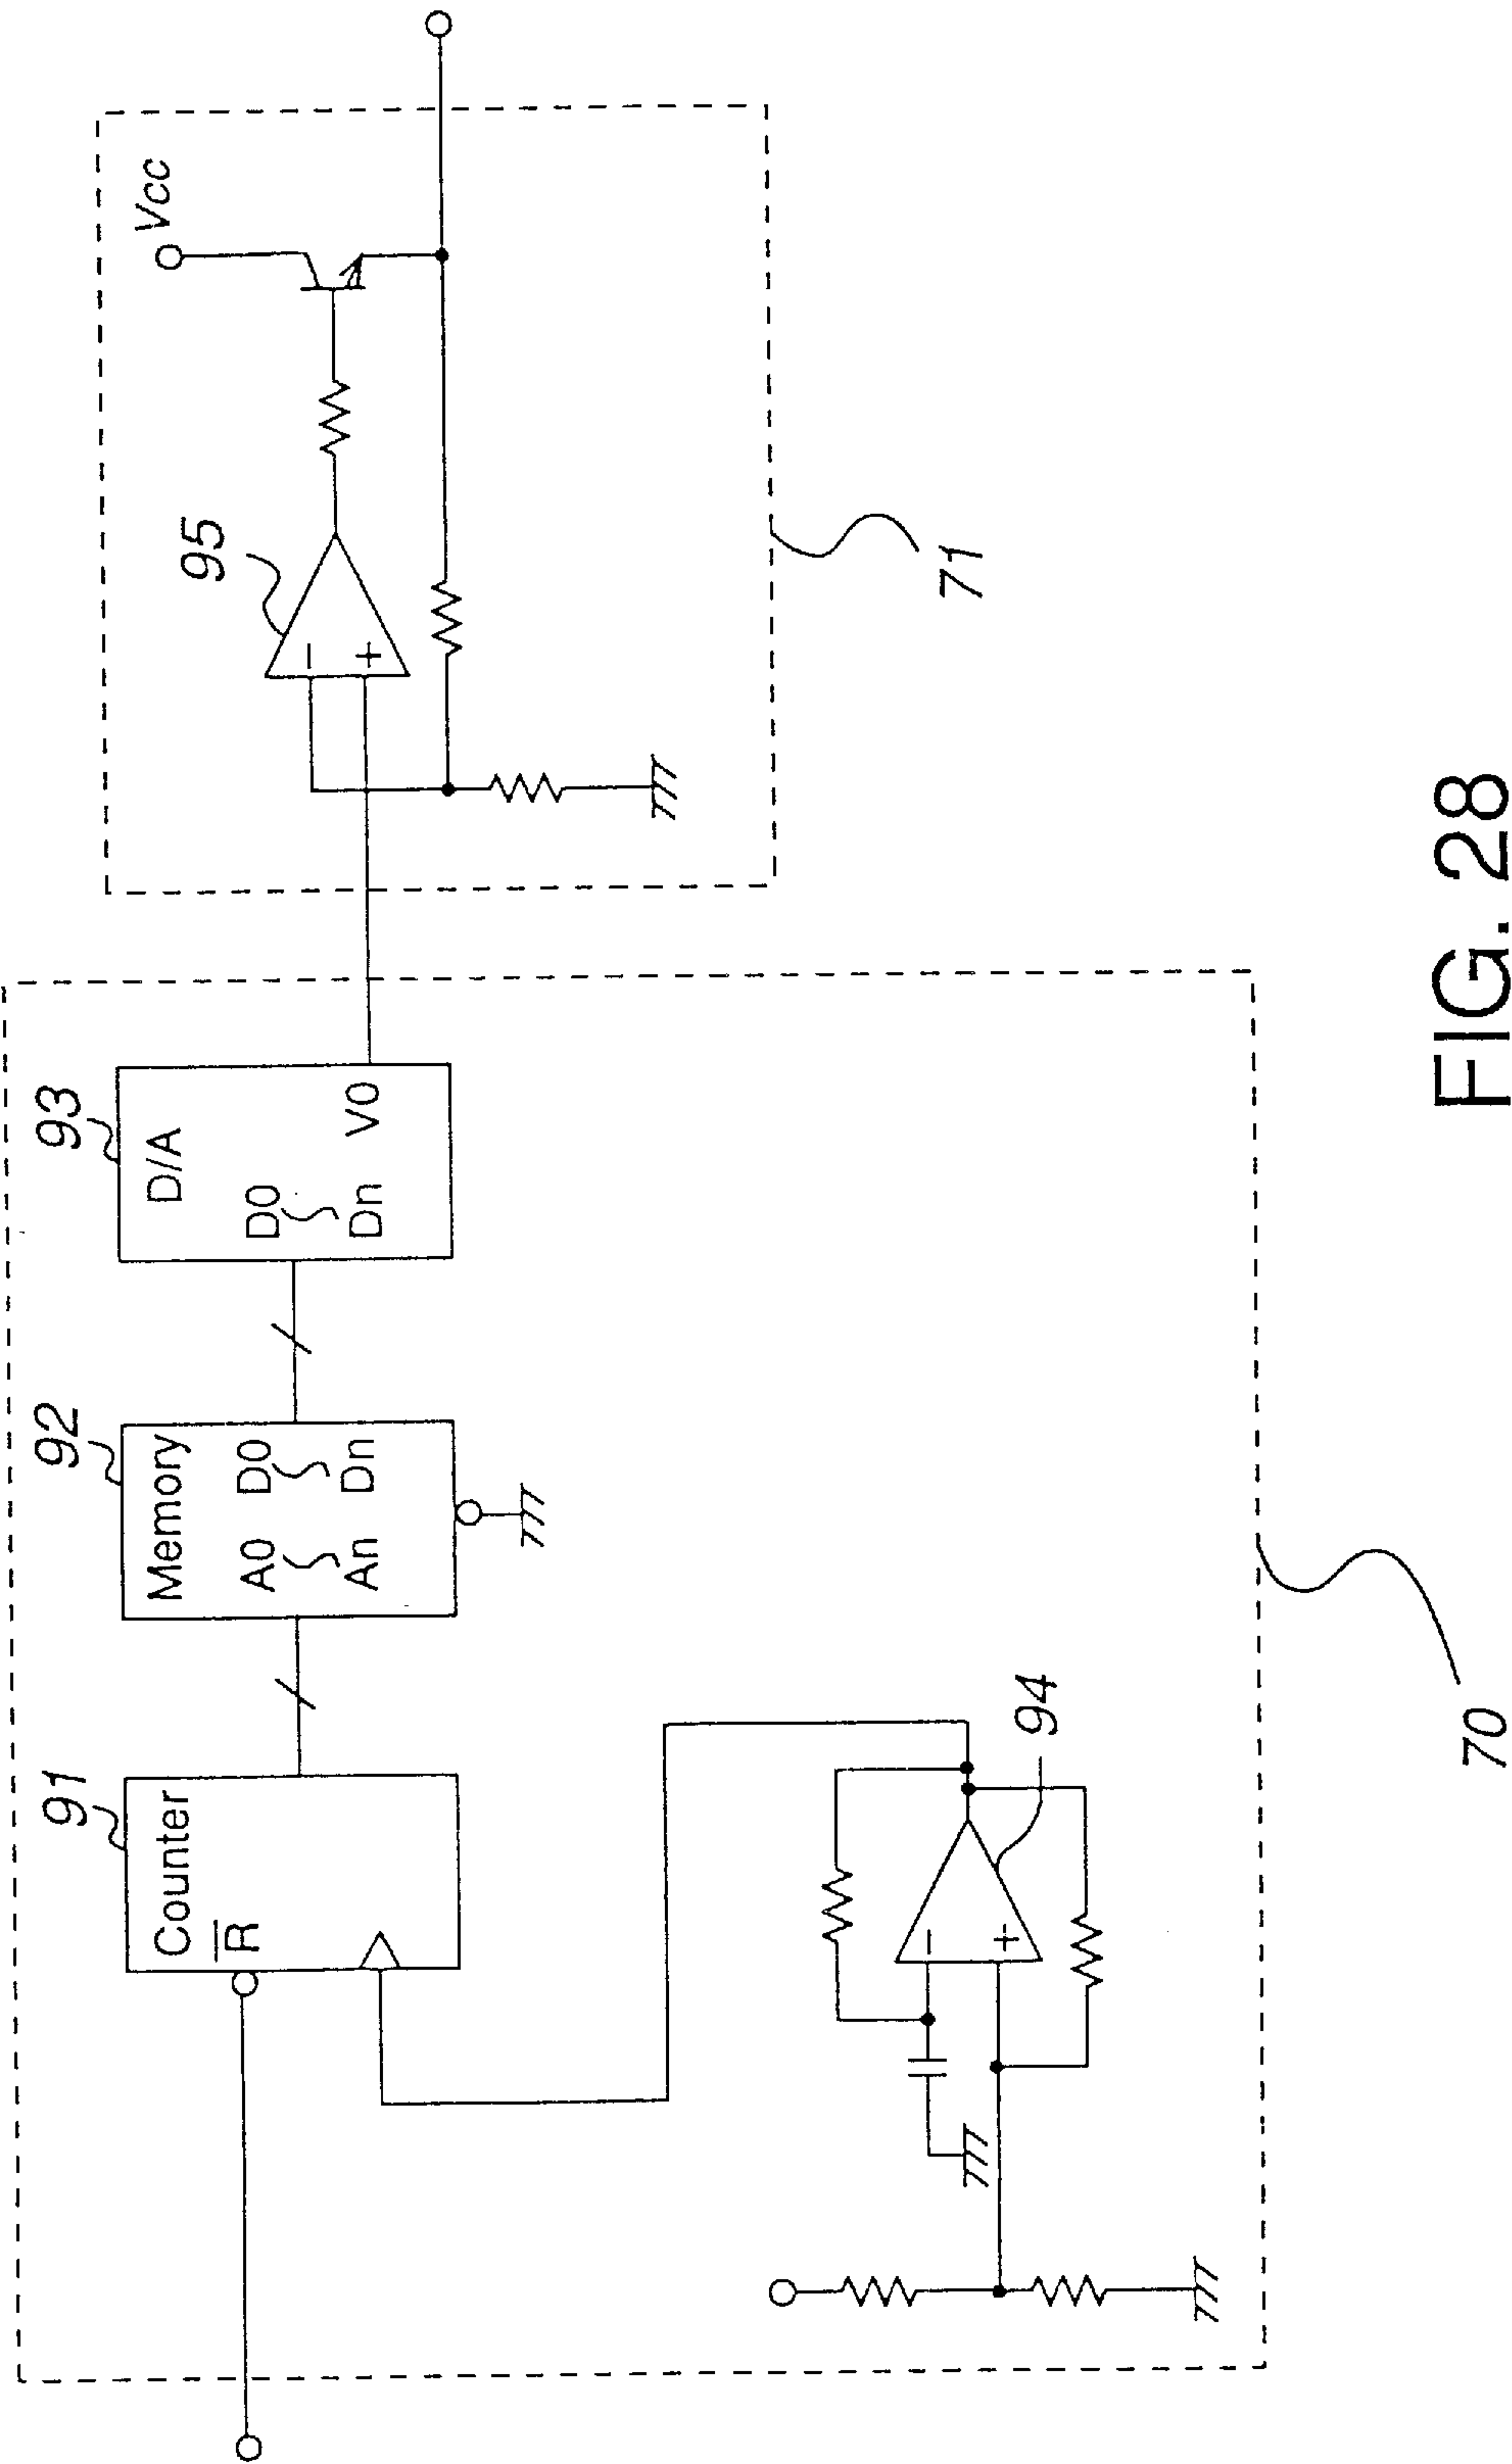 91
Counter
R
92
Memory
A0 D0
An Dn
93
D/A
D0
Dn V0
95
Vcc
71
94
70
FIG. 28